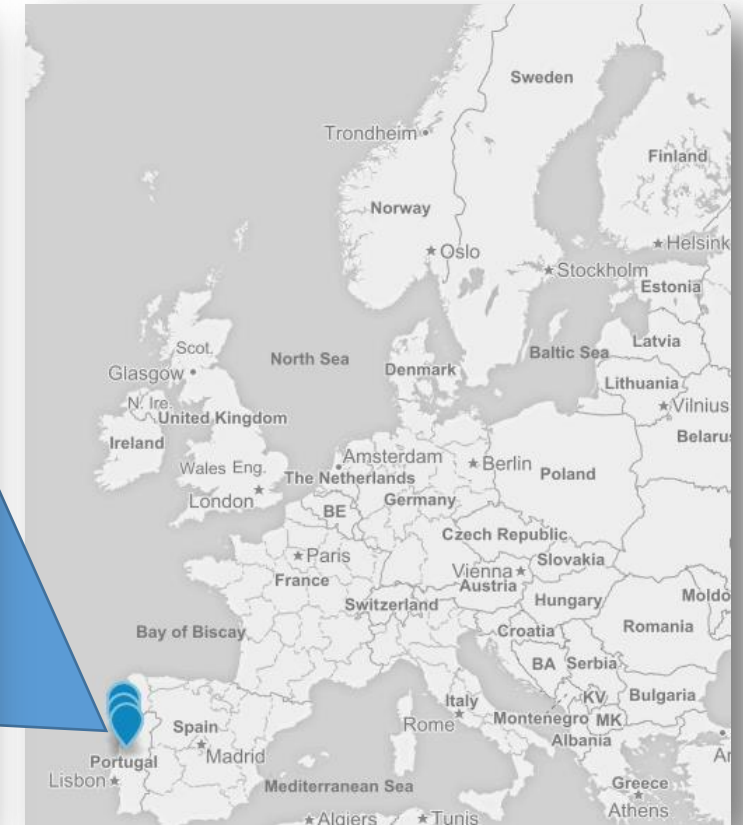 Sweden
Trondheim
Finland
Norway
Oslo
Helsink
Stockholm
Estonia
Scot.
North Sea
Baltic Sea
Latvia
Glasgow
Denmark
Lithuania
N. Ire.
United Kingdom
Vilnius
Ireland
Belarus
Wales Eng.
Amsterdam
Berlin
The Netherlands
Poland
London
BE
Germany
Czech Republic
Paris
Slovakia
France
Vienna
Austria
Switzerland
Hungary
Moldo
Bay of Biscay
Croatia
Romania
BA
Serbia
Italy
KV
Bulgaria
Spain
Rome
Montenegro
MK
Portugal
Madrid
Albania
Ar
Lisbon
Mediterranean Sea
Greece
Algiers
Tunis
Athens